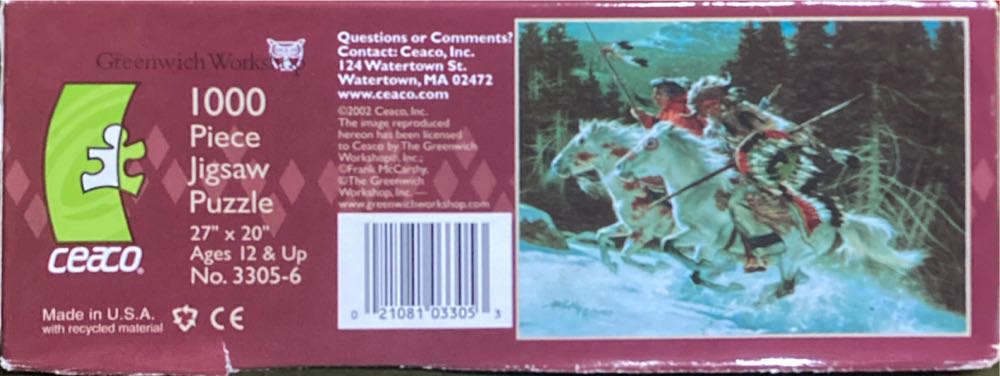 Greenwich Workshop
1000
Piece
Jigsaw
Puzzle
27" x 20"
Ages 12 & Up
No. 3305-6
ceaco®
Made in U.S.A.
with recycled material
CE
Questions or Comments?
Contact: Ceaco, Inc.
124 Watertown St.
Watertown, MA 02472
www.ceaco.com
©2002 Ceaco, Inc.
The image reproduced
hereon has been licensed
to Ceaco by The Greenwich
Workshop®, Inc.;
©Frank McCarthy,
©The Greenwich
Workshop, Inc. —
www.greenwichworkshop.com
0 21081 03305 3